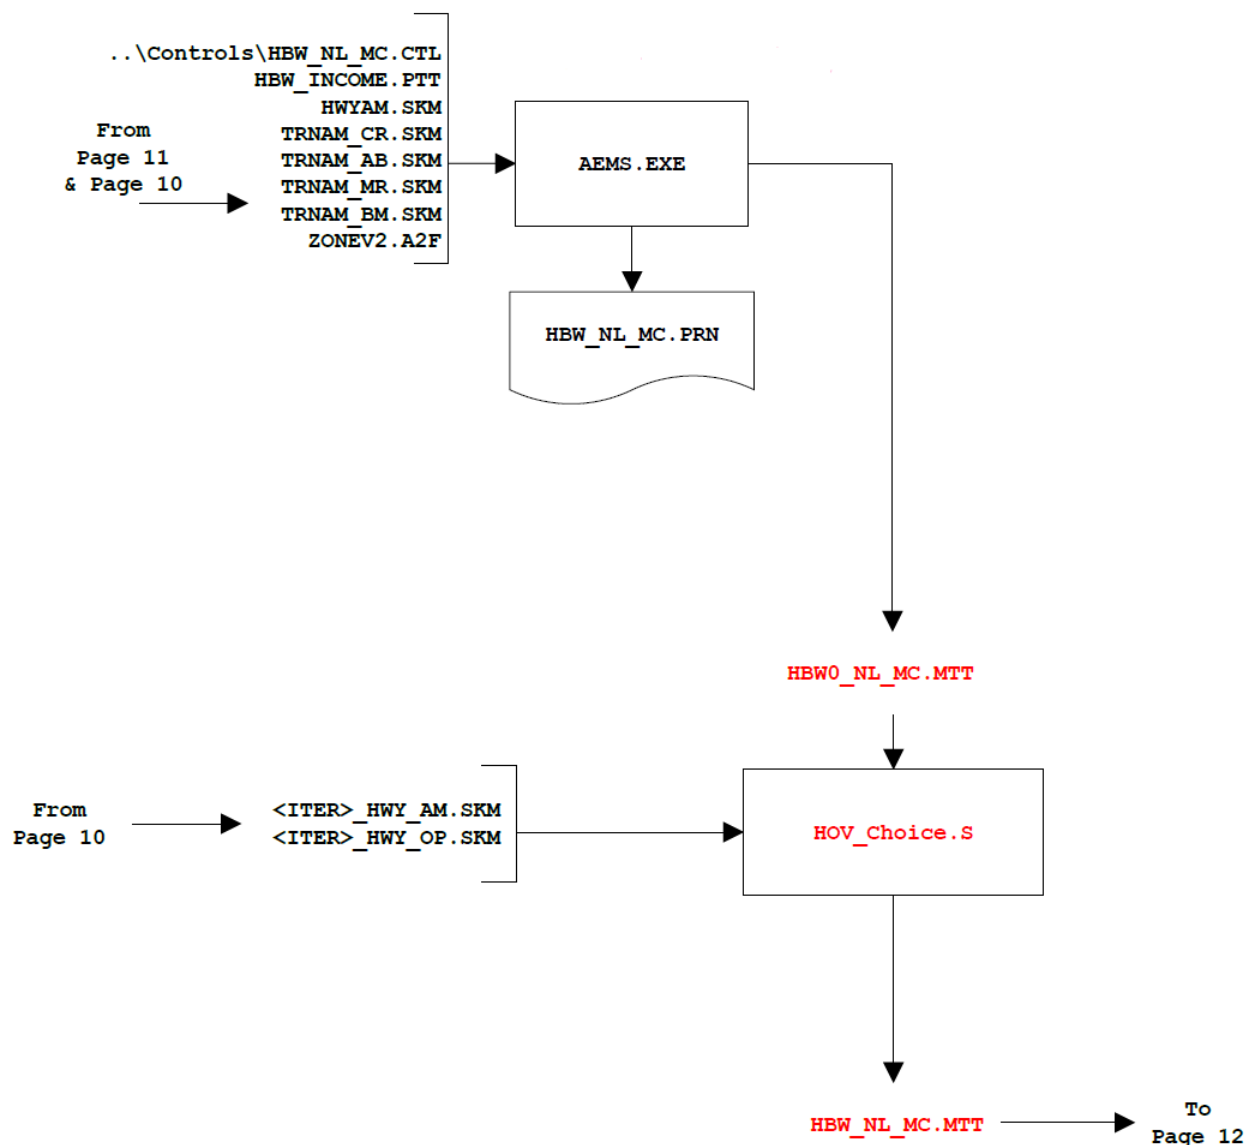 ..\Controls\HBW_NL_MC.CTL
HBW_INCOME.PTT
HWYAM.SKM
TRNAM_CR.SKM
TRNAM_AB.SKM
TRNAM_MR.SKM
TRNAM_BM.SKM
ZONEV2.A2F
From
Page 11
& Page 10
AEMS.EXE
HBW_NL_MC.PRN
HBW0_NL_MC.MTT
From
Page 10
<ITER>_HWY_AM.SKM
<ITER>_HWY_OP.SKM
HOV_Choice.S
HBW_NL_MC.MTT
To
Page 12